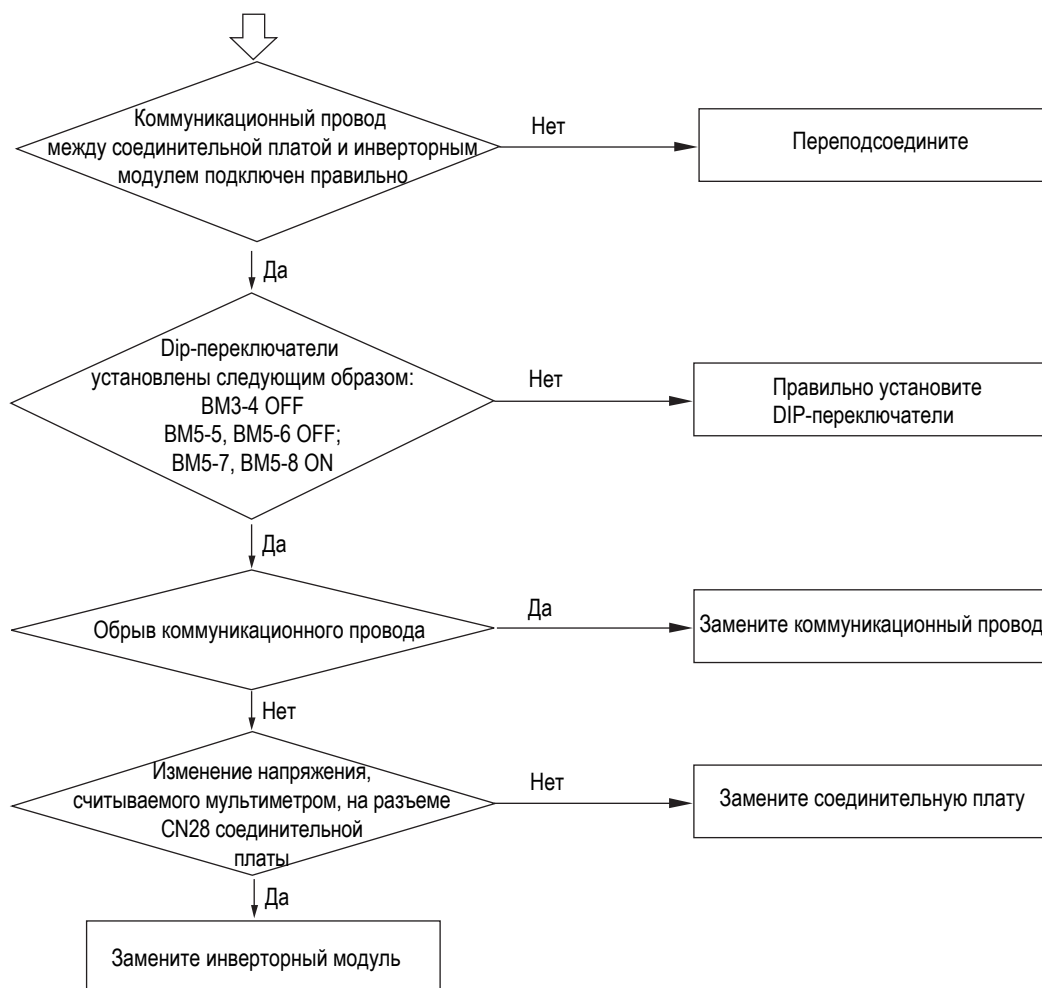 Коммуникационный провод
между соединительной платой и инверторным
модулем подключен правильно
Нет
Переподсоедините
Да
Dip-переключатели
установлены следующим образом:
BM3-4 OFF
BM5-5, BM5-6 OFF;
BM5-7, BM5-8 ON
Нет
Правильно установите
DIP-переключатели
Да
Обрыв коммуникационного провода
Да
Замените коммуникационный провод
Нет
Изменение напряжения,
считываемого мультиметром, на разъеме
CN28 соединительной
платы
Нет
Замените соединительную плату
Да
Замените инверторный модуль